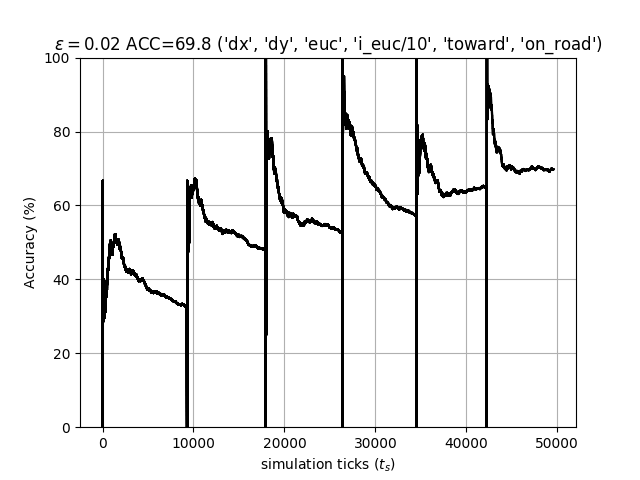 ε = 0.02 ACC=69.8 ('dx', 'dy', 'euc', 'i_euc/10', 'toward', 'on_road')
100
80
60
40
20
0
Accuracy (%)
0 10000 20000 30000 40000 50000
simulation ticks (tₛ)